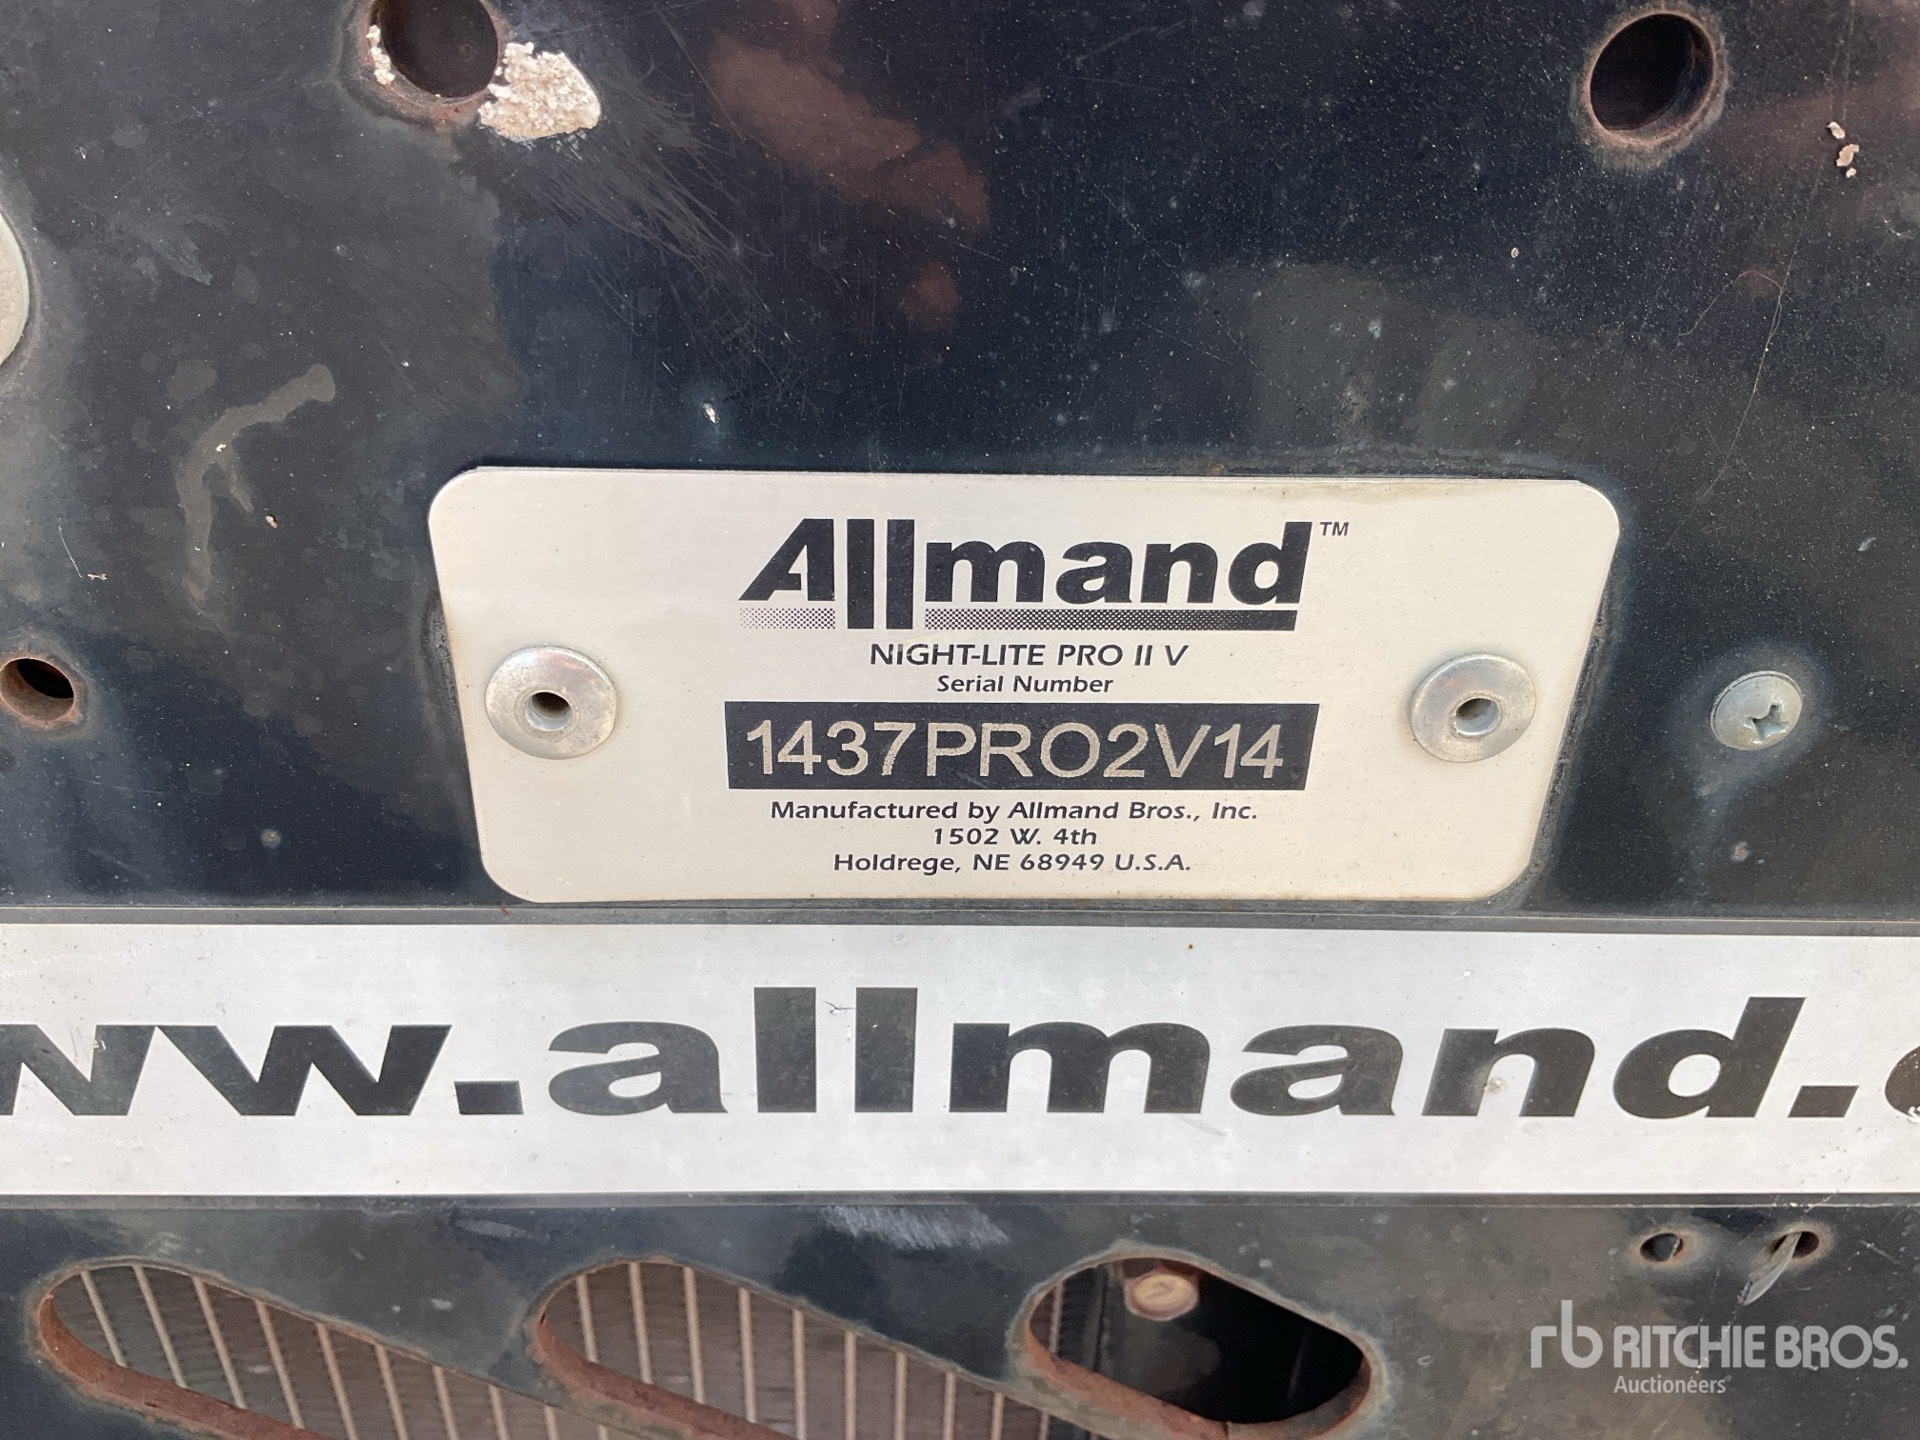 Allmand™
NIGHT-LITE PRO II V
Serial Number
1437PRO2V14
Manufactured by Allmand Bros., Inc.
1502 W. 4th
Holdrege, NE 68949 U.S.A.
ww.allmand.c
rb RITCHIE BROS.
Auctioneers